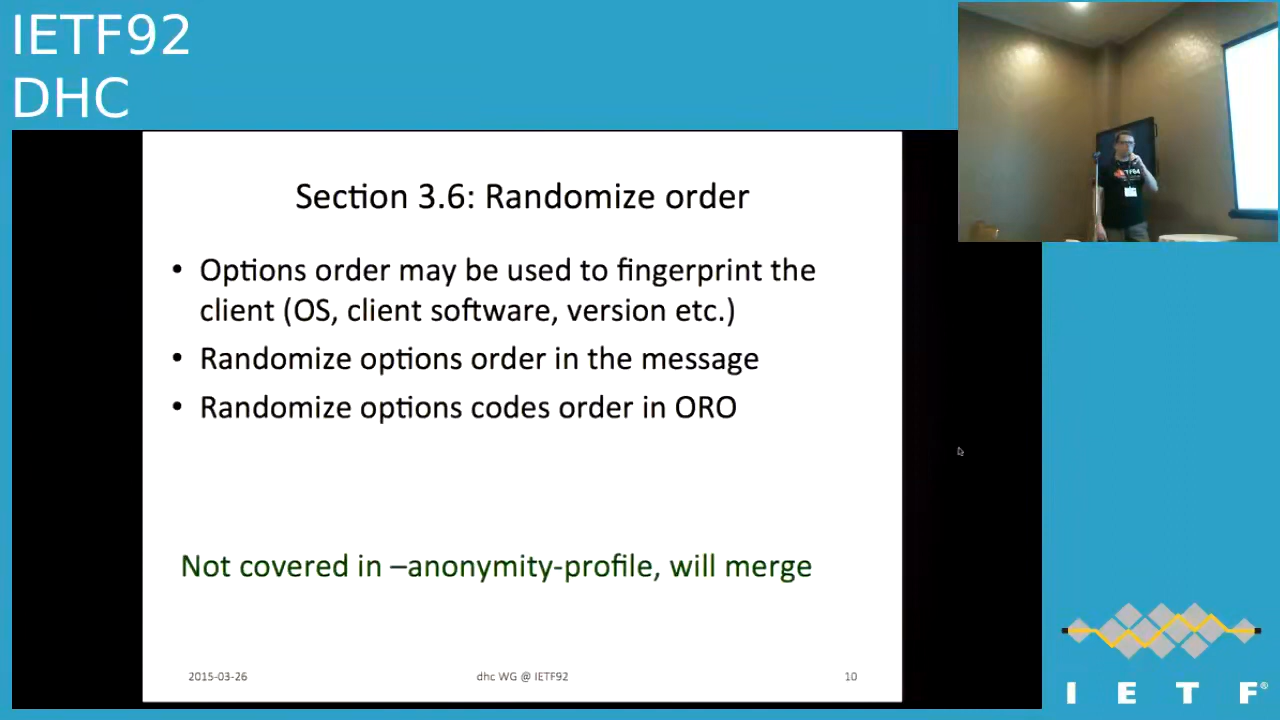 IETF92
DHC
Section 3.6: Randomize order
• Options order may be used to fingerprint the
client (OS, client software, version etc.)
• Randomize options order in the message
• Randomize options codes order in ORO
Not covered in –anonymity-profile, will merge
2015-03-26
dhc WG @ IETF92
10
I E T F®